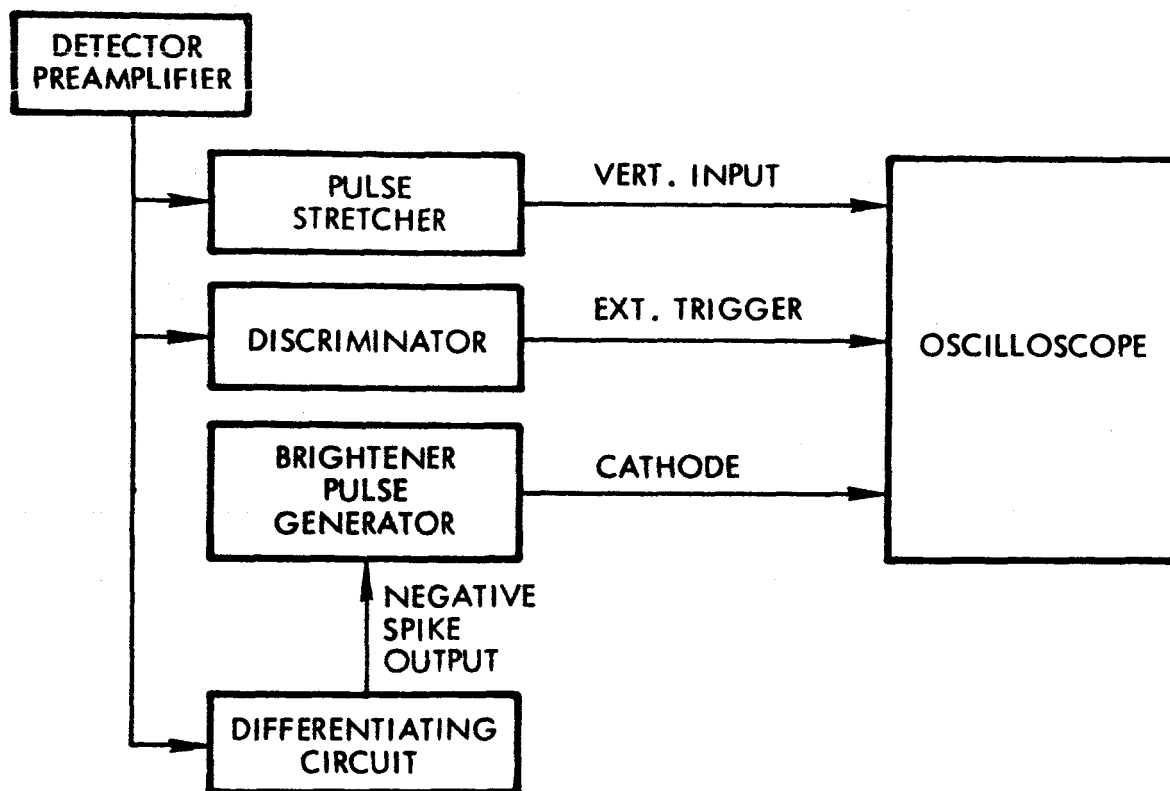 DETECTOR
PREAMPLIFIER
PULSE
STRETCHER
VERT. INPUT
DISCRIMINATOR
EXT. TRIGGER
OSCILLOSCOPE
BRIGHTENER
PULSE
GENERATOR
CATHODE
NEGATIVE
SPIKE
OUTPUT
DIFFERENTIATING
CIRCUIT